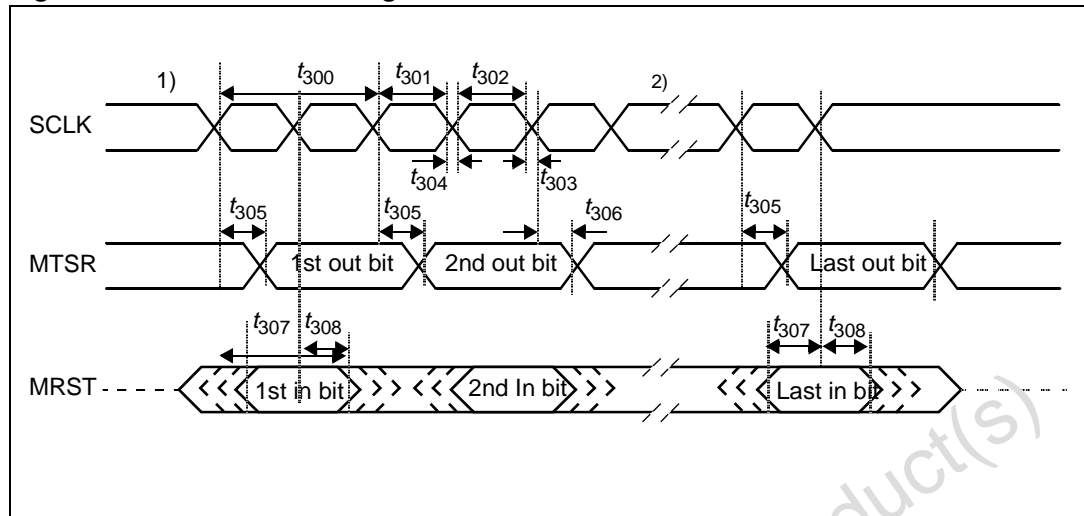 1)
t300
t301
t302
2)
SCLK
t304
t303
t305
t305
t306
t305
MTSR
1st out bit
2nd out bit
Last out bit
t307
t308
t307
t308
MRST
1st in bit
2nd In bit
Last in bit
duct(s)